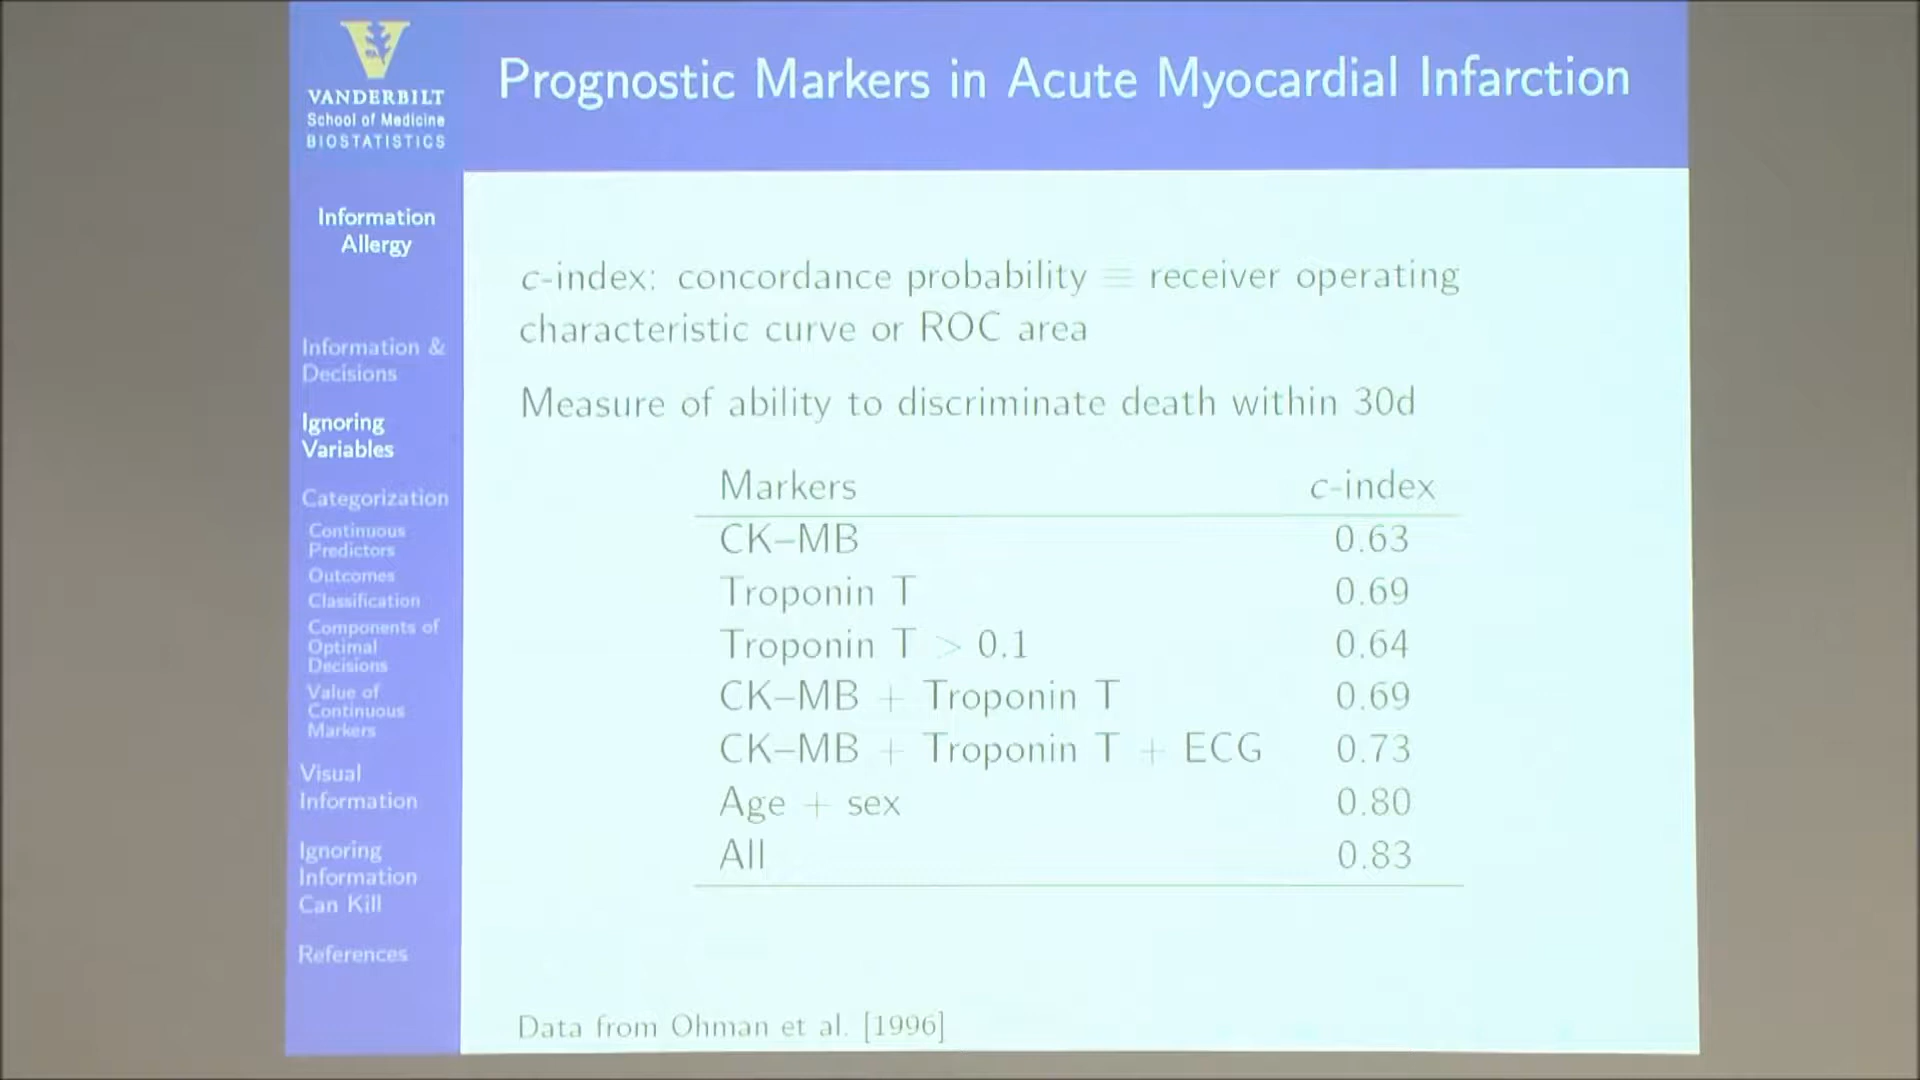 VANDERBILT
School of Medicine
BIOSTATISTICS
Prognostic Markers in Acute Myocardial Infarction
Information
Allergy
Information &
Decisions
Ignoring
Variables
Categorization
Continuous
Predictors
Outcomes
Classification
Components of
Optimal
Decisions
Value of
Continuous
Markers
Visual
Information
Ignoring
Information
Can Kill
References
c-index: concordance probability ≡ receiver operating
characteristic curve or ROC area
Measure of ability to discriminate death within 30d
Markers c-index
CK–MB 0.63
Troponin T 0.69
Troponin T > 0.1 0.64
CK–MB + Troponin T 0.69
CK–MB + Troponin T + ECG 0.73
Age + sex 0.80
All 0.83
Data from Ohman et al. [1996]